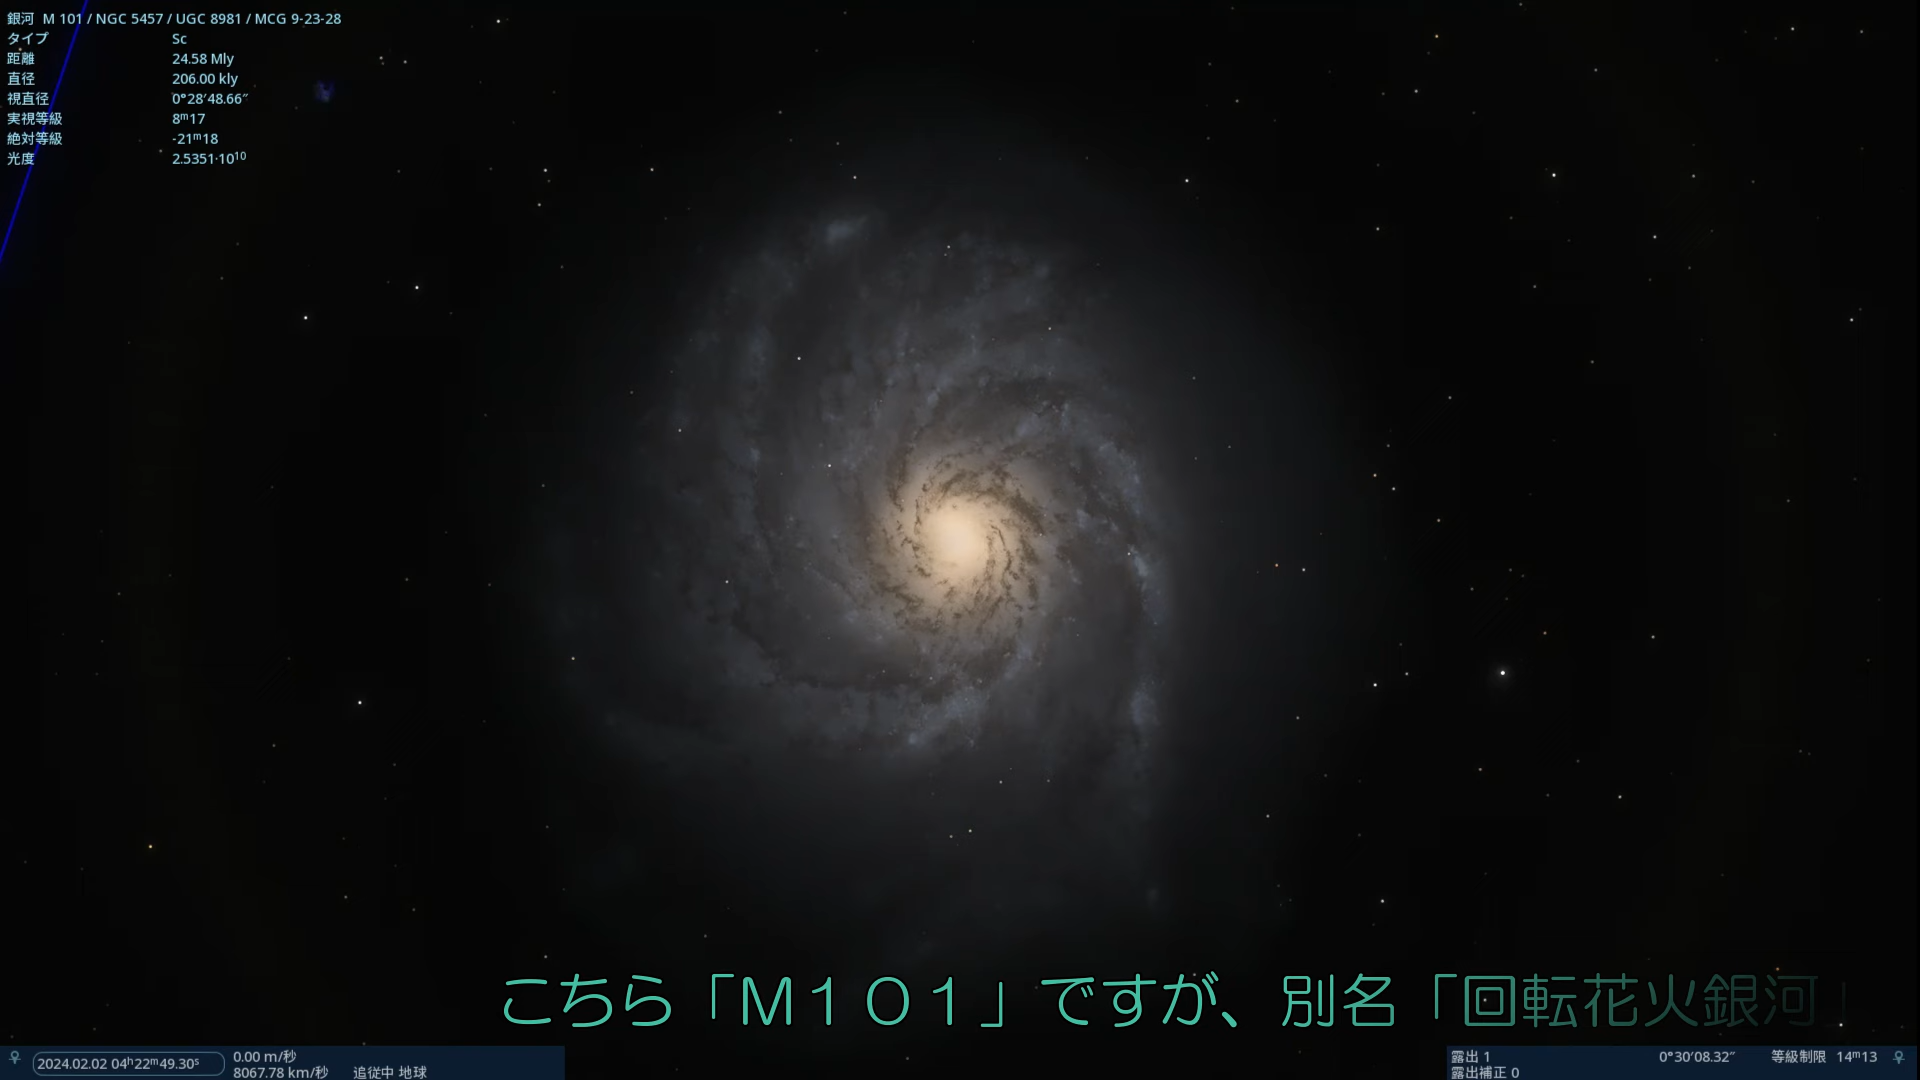 銀河 M 101 / NGC 5457 / UGC 8981 / MCG 9-23-28
タイプ Sc
距離 24.58 Mly
直径 206.00 kly
視直径 0°28′48.66″
実視等級 8ᵐ17
絶対等級 -21ᵐ18
光度 2.5351·10¹⁰
こちら「Ｍ１０１」ですが、別名「回転花火銀河」
2024.02.02 04ʰ22ᵐ49.30ˢ
0.00 m/秒
8067.78 km/秒 追従中 地球
露出 1 0°30′08.32″ 等級制限 14ᵐ13
露出補正 0